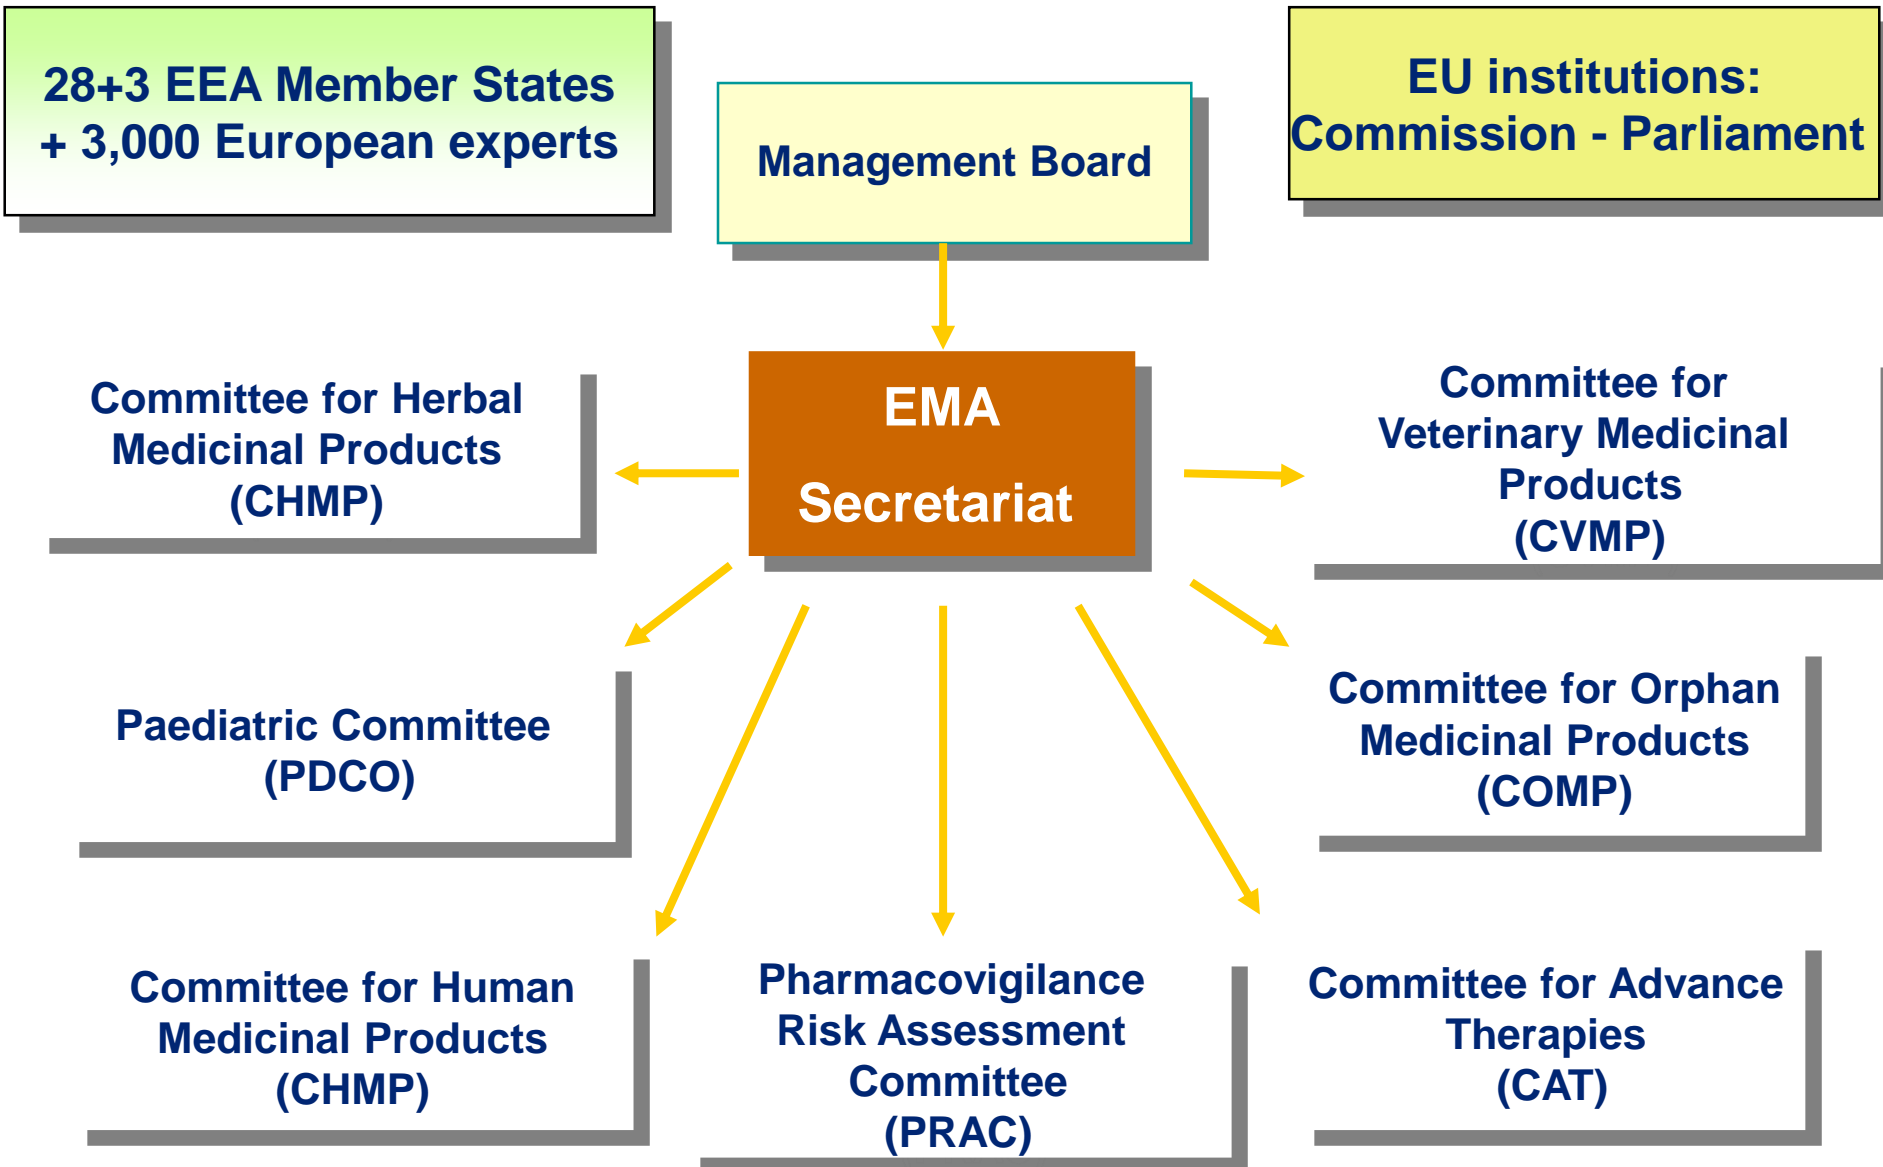 28+3 EEA Member States
+ 3,000 European experts
Management Board
EU institutions:
Commission - Parliament
Committee for Herbal
Medicinal Products
(CHMP)
EMA
Secretariat
Committee for
Veterinary Medicinal
Products
(CVMP)
Paediatric Committee
(PDCO)
Committee for Orphan
Medicinal Products
(COMP)
Committee for Human
Medicinal Products
(CHMP)
Pharmacovigilance
Risk Assessment
Committee
(PRAC)
Committee for Advance
Therapies
(CAT)